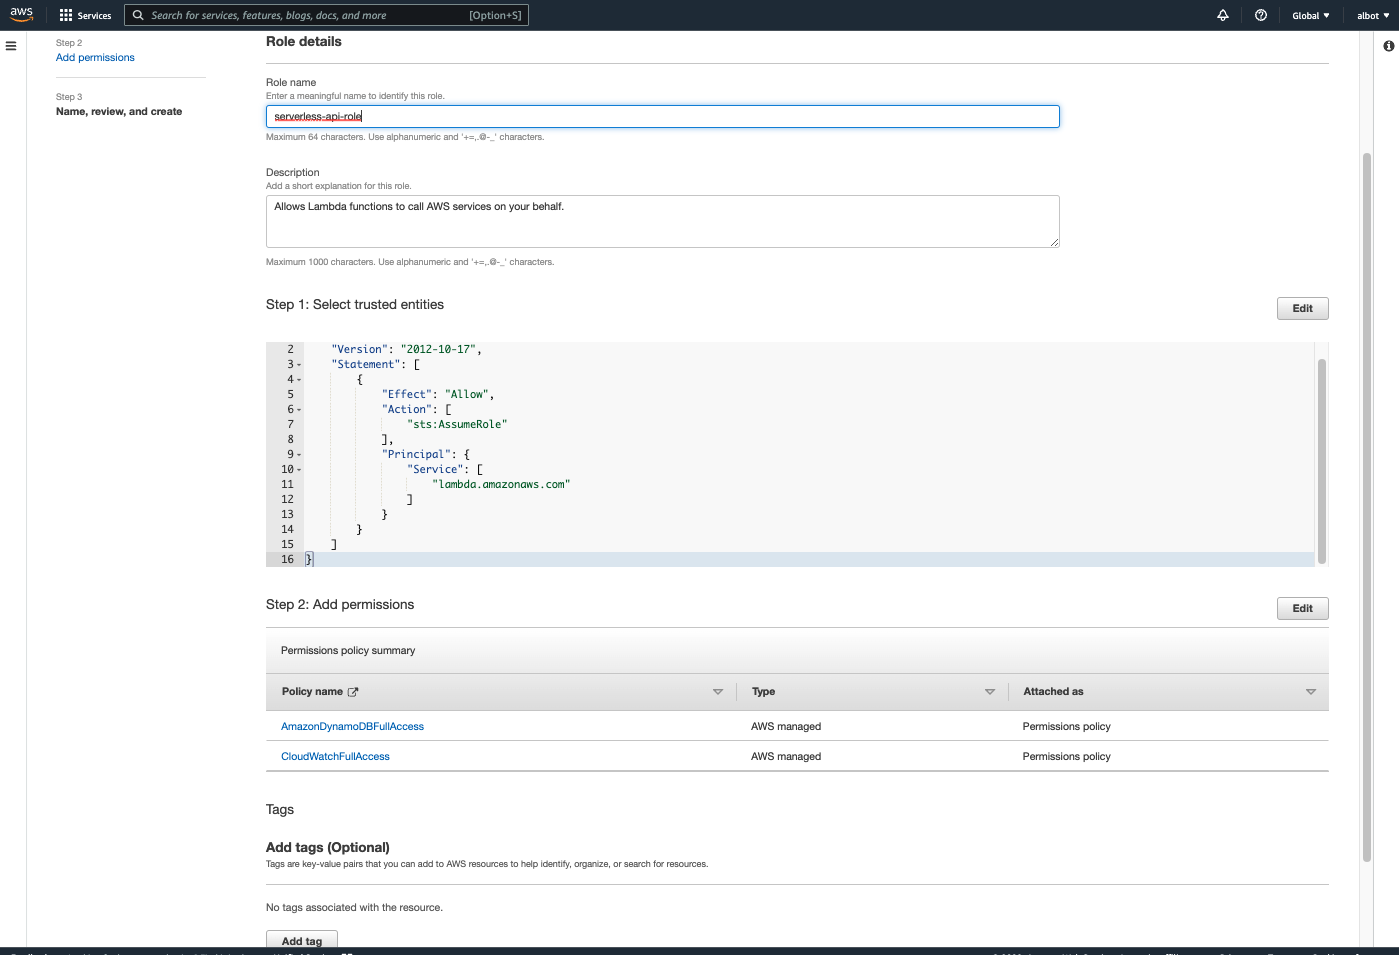 aws Services Search for services, features, blogs, docs, and more [Option+S] Global albot
Step 2
Add permissions
Step 3
Name, review, and create
Role details
Role name
Enter a meaningful name to identify this role.
serverless-api-role
Maximum 64 characters. Use alphanumeric and '+=,.@-_' characters.
Description
Add a short explanation for this role.
Allows Lambda functions to call AWS services on your behalf.
Maximum 1000 characters. Use alphanumeric and '+=,.@-_' characters.
Step 1: Select trusted entities Edit
2 "Version": "2012-10-17",
3 "Statement": [
4 {
5 "Effect": "Allow",
6 "Action": [
7 "sts:AssumeRole"
8 ],
9 "Principal": {
10 "Service": [
11 "lambda.amazonaws.com"
12 ]
13 }
14 }
15 ]
16 }
Step 2: Add permissions Edit
Permissions policy summary
Policy name Type Attached as
AmazonDynamoDBFullAccess AWS managed Permissions policy
CloudWatchFullAccess AWS managed Permissions policy
Tags
Add tags (Optional)
Tags are key-value pairs that you can add to AWS resources to help identify, organize, or search for resources.
No tags associated with the resource.
Add tag